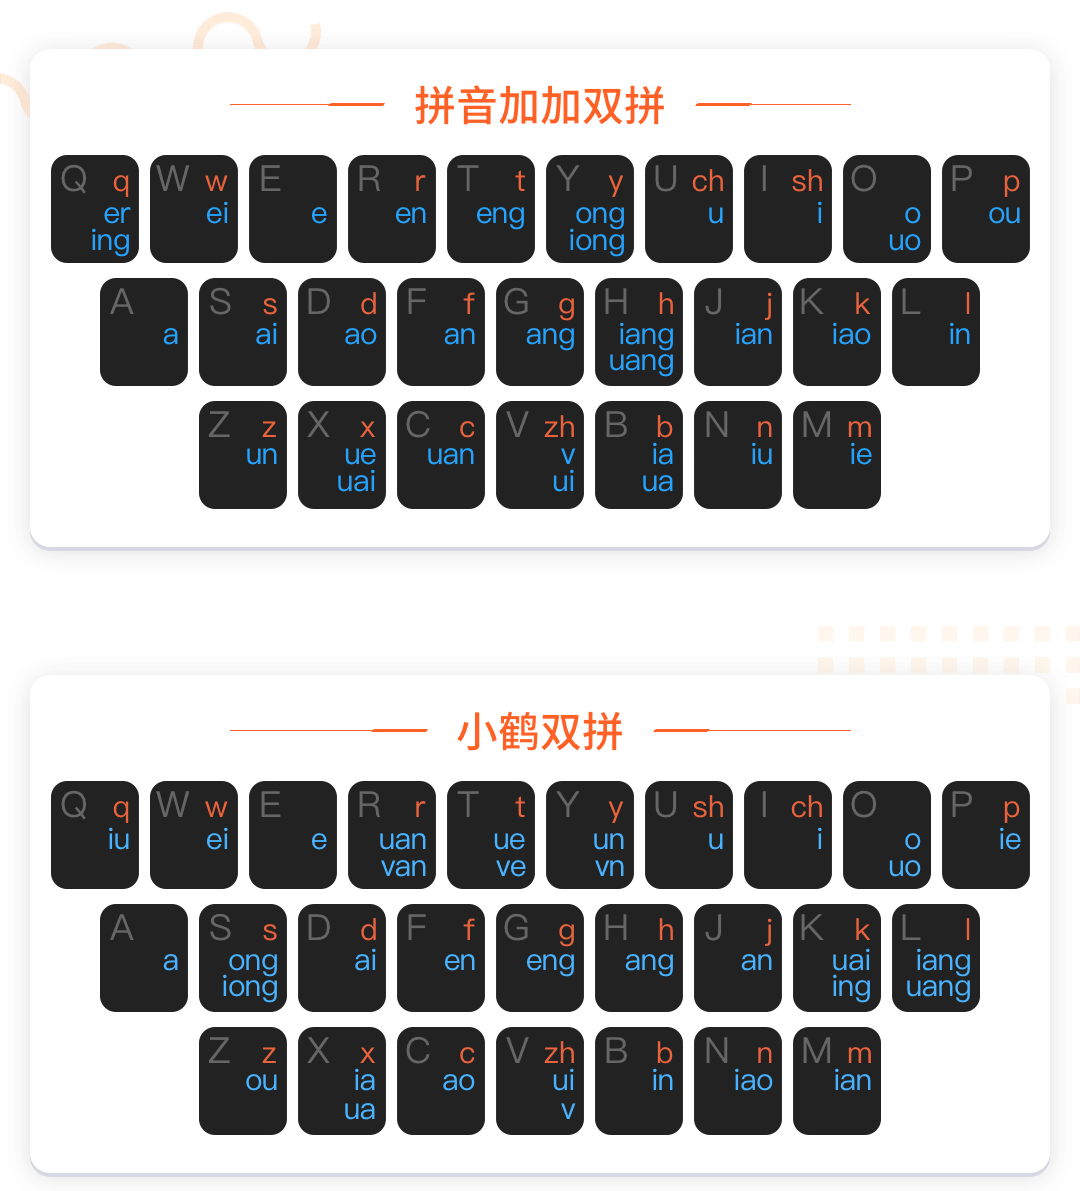 拼音加加双拼
Q q W w E R r T t Y y U ch I sh O P p
er ei e en eng ong u i o ou
ing iong uo
A S s D d F f G g H h J j K k L l
a ai ao an ang iang ian iao in
uang
Z z X x C c V zh B b N n M m
un ue uan v ia iu ie
uai ui ua
小鹤双拼
Q q W w E R r T t Y y U sh I ch O P p
iu ei e uan ue un u i o ie
van ve vn uo
A S s D d F f G g H h J j K k L l
a ong ai en eng ang an uai iang
iong ing uang
Z z X x C c V zh B b N n M m
ou ia ao ui in iao ian
ua v